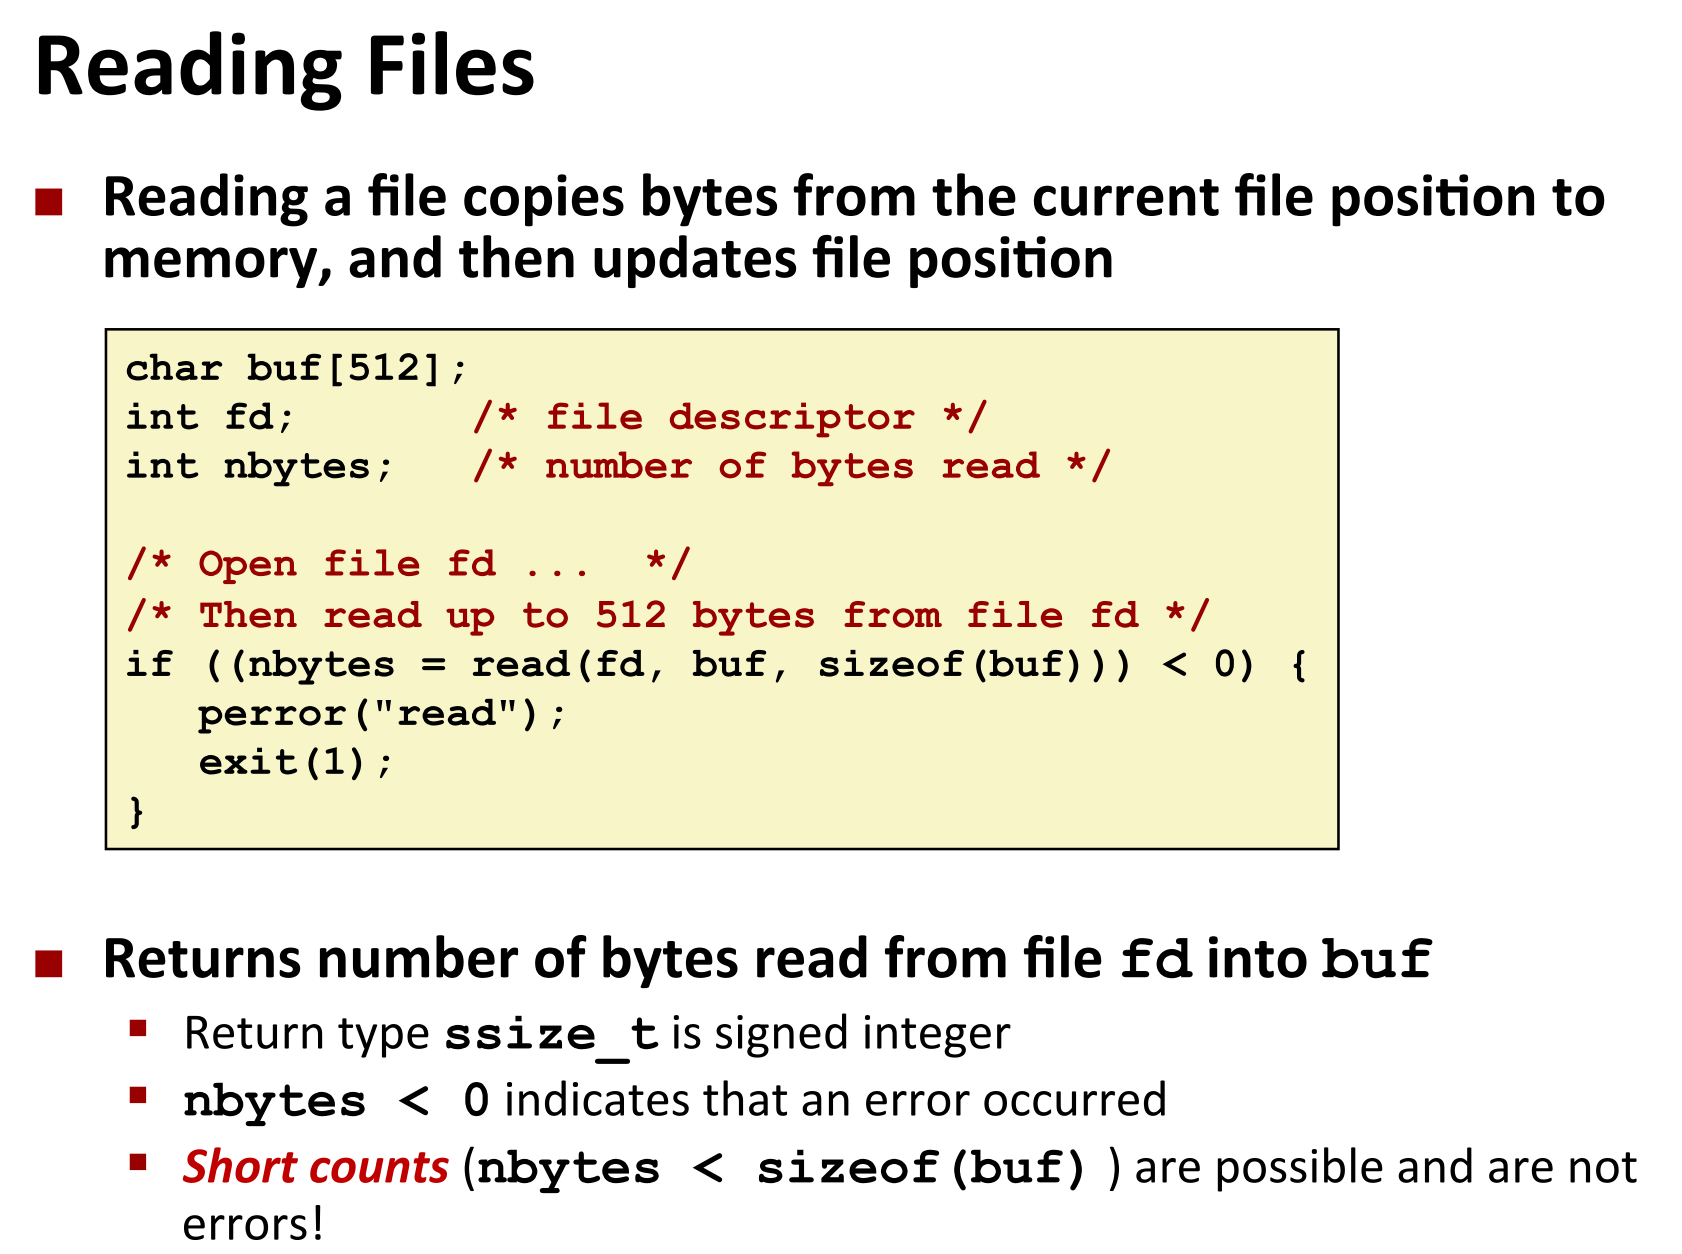 Reading Files
■ Reading a file copies bytes from the current file position to
memory, and then updates file position
char buf[512];
int fd;       /* file descriptor */
int nbytes;   /* number of bytes read */

/* Open file fd ...  */
/* Then read up to 512 bytes from file fd */
if ((nbytes = read(fd, buf, sizeof(buf))) < 0) {
   perror("read");
   exit(1);
}
■ Returns number of bytes read from file fd into buf
▪ Return type ssize_t is signed integer
▪ nbytes < 0 indicates that an error occurred
▪ Short counts (nbytes < sizeof(buf) ) are possible and are not
errors!